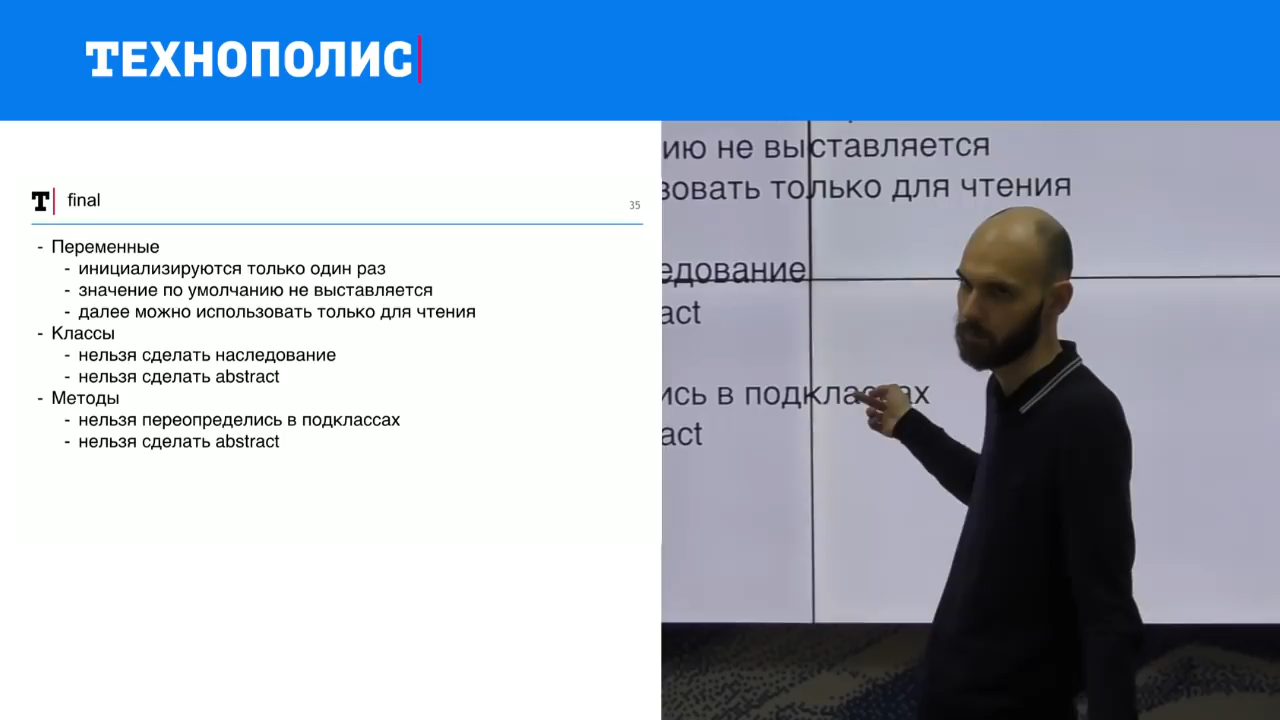 ТЕХНОПОЛИС
T final
35
- Переменные
- инициализируются только один раз
- значение по умолчанию не выставляется
- далее можно использовать только для чтения
- Классы
- нельзя сделать наследование
- нельзя сделать abstract
- Методы
- нельзя переопределись в подклассах
- нельзя сделать abstract
ию не выставляется
зовать только для чтения
едование
act
ись в подклассах
act